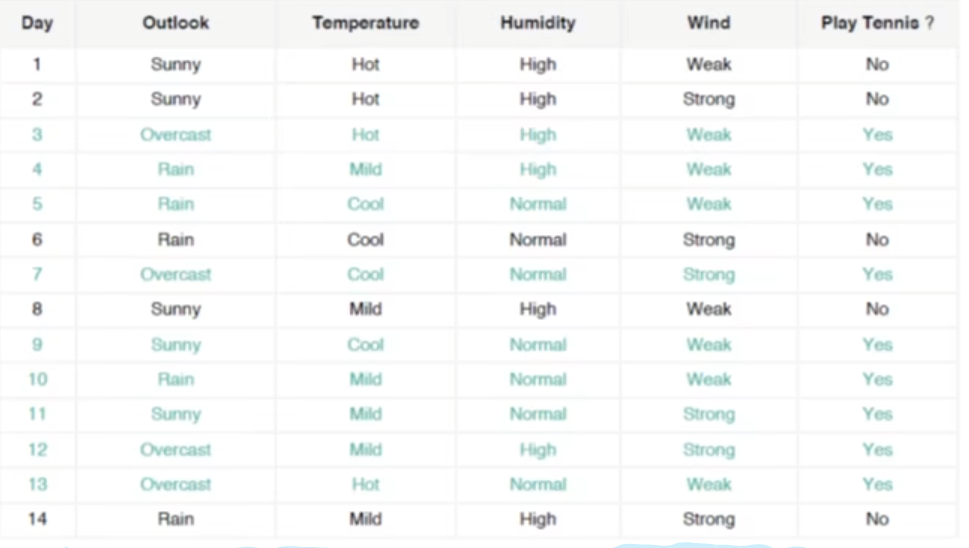 Day Outlook Temperature Humidity Wind Play Tennis ?
1 Sunny Hot High Weak No
2 Sunny Hot High Strong No
3 Overcast Hot High Weak Yes
4 Rain Mild High Weak Yes
5 Rain Cool Normal Weak Yes
6 Rain Cool Normal Strong No
7 Overcast Cool Normal Strong Yes
8 Sunny Mild High Weak No
9 Sunny Cool Normal Weak Yes
10 Rain Mild Normal Weak Yes
11 Sunny Mild Normal Strong Yes
12 Overcast Mild High Strong Yes
13 Overcast Hot Normal Weak Yes
14 Rain Mild High Strong No